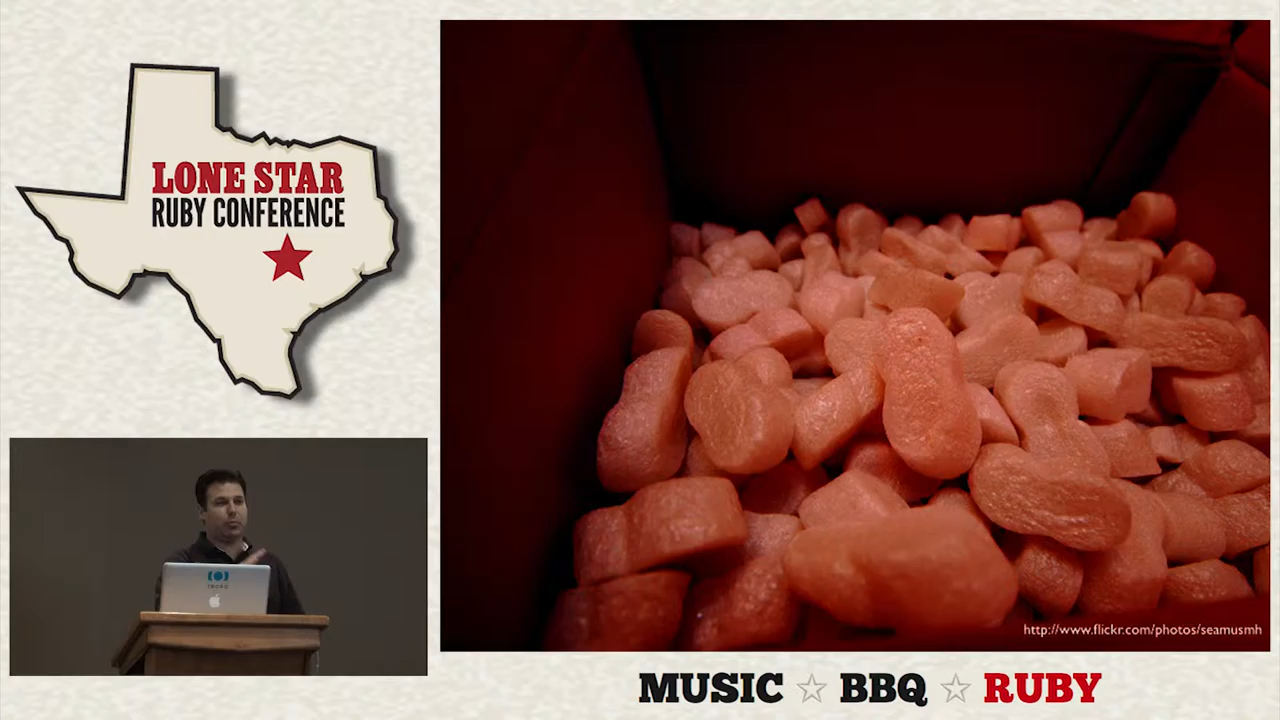 LONE STAR
RUBY CONFERENCE
http://www.flickr.com/photos/seamusmh
MUSIC ☆ BBQ ☆ RUBY